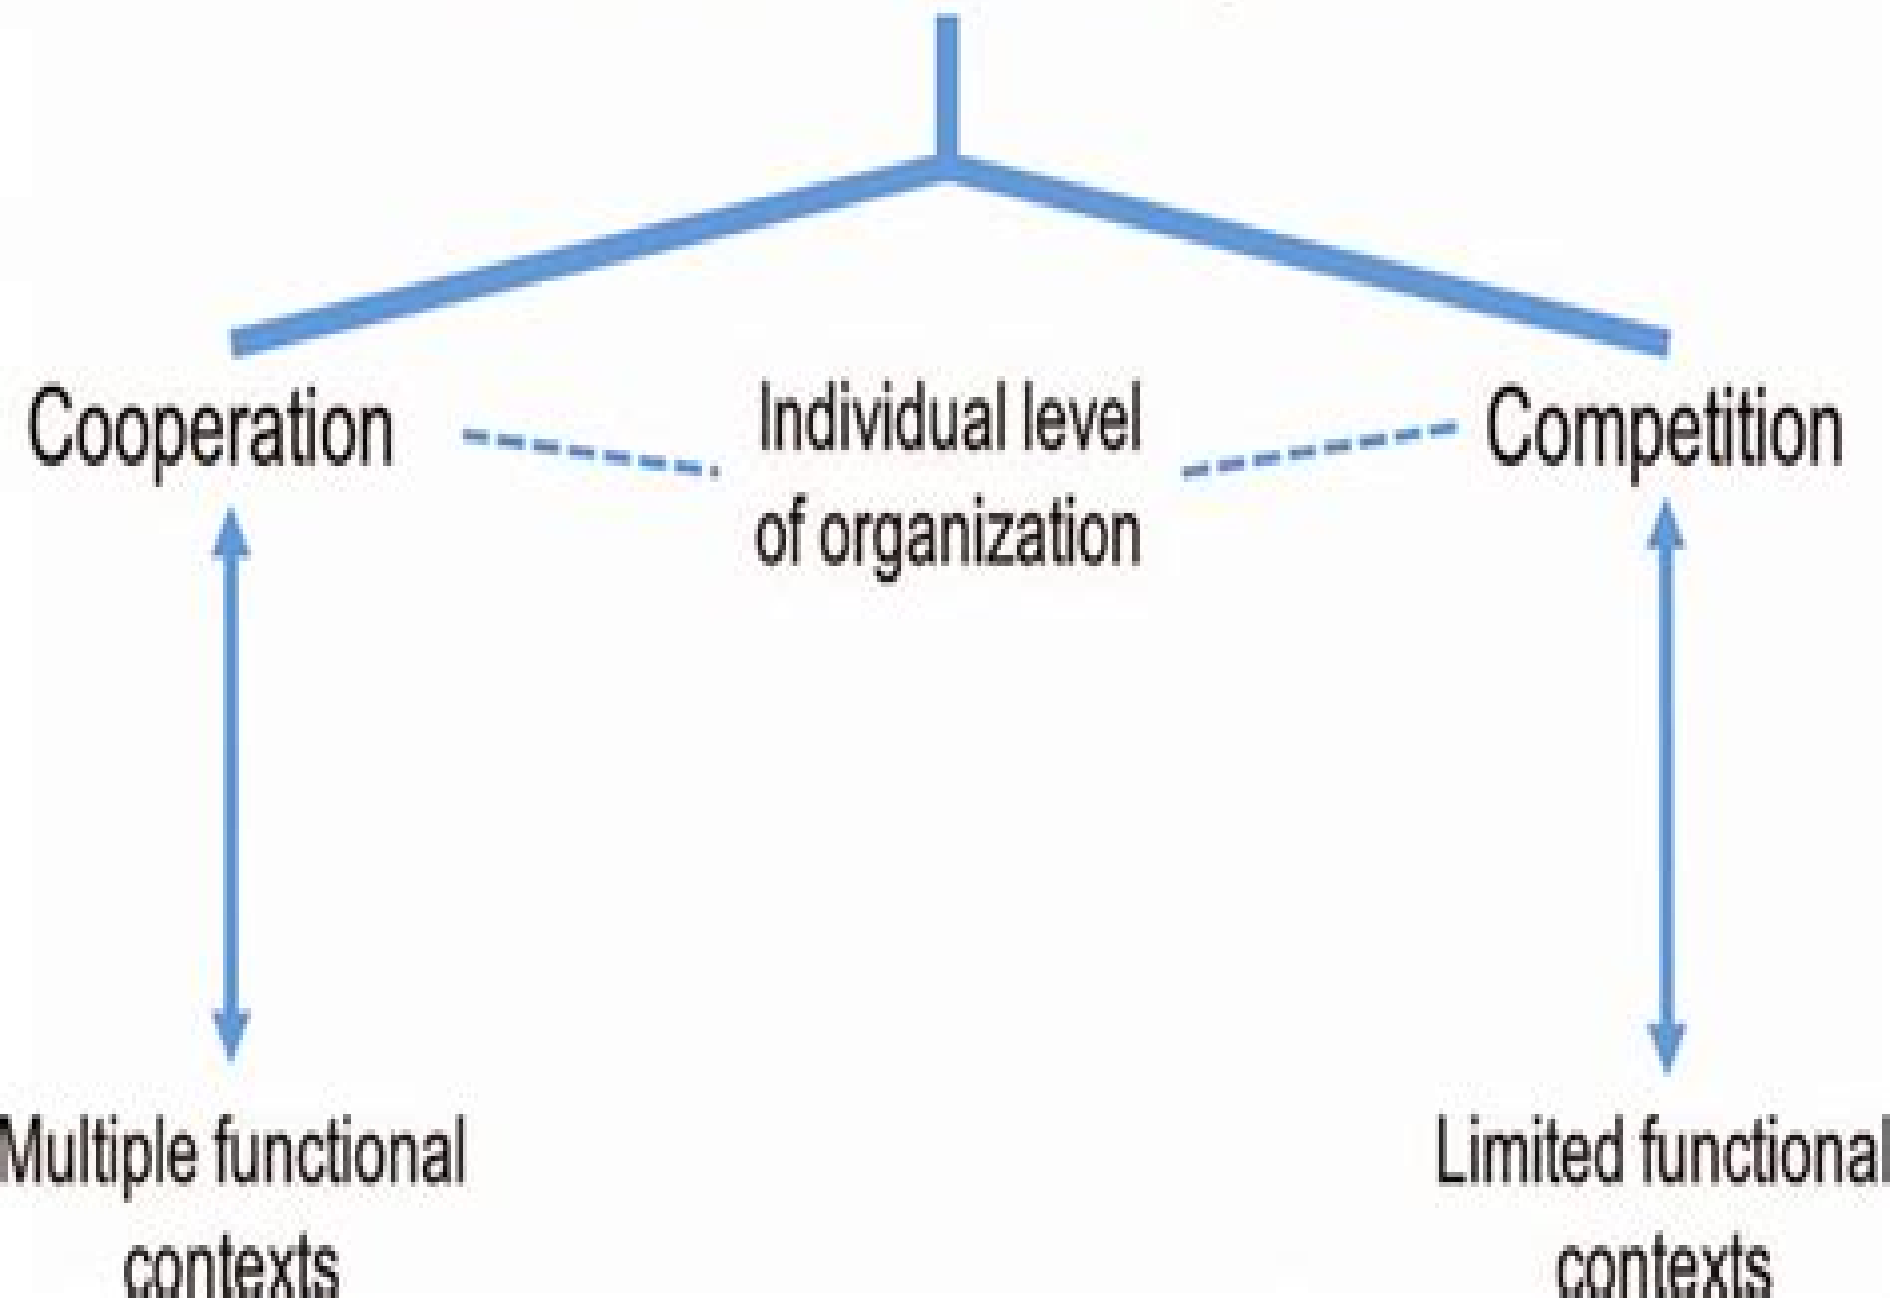 Cooperation
Individual level
of organization
Competition
Multiple functional
contexts
Limited functional
contexts